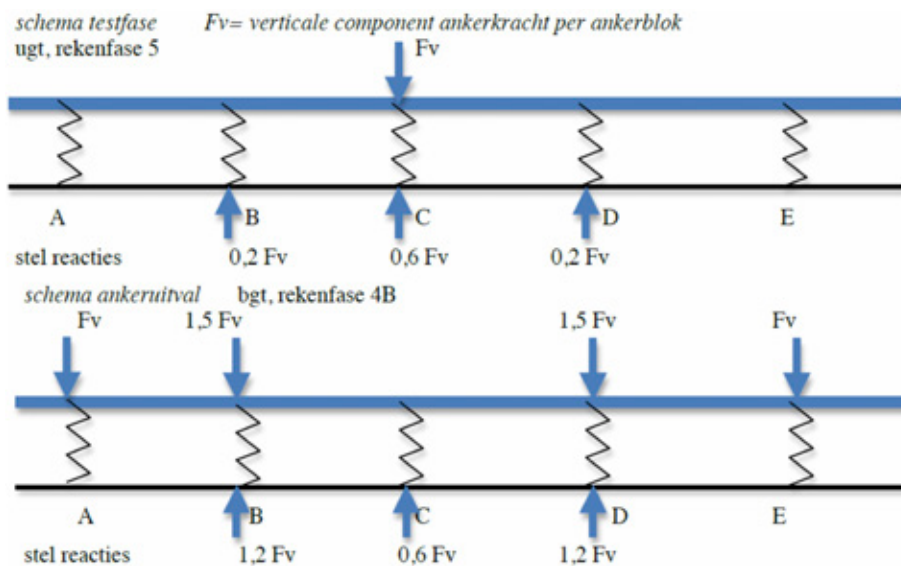 schema testfase Fv= verticale component ankerkracht per ankerblok
ugt, rekenfase 5 Fv
A B C D E
stel reacties 0,2 Fv 0,6 Fv 0,2 Fv
schema ankeruitval bgt, rekenfase 4B
Fv 1,5 Fv 1,5 Fv Fv
A B C D E
stel reacties 1,2 Fv 0,6 Fv 1,2 Fv